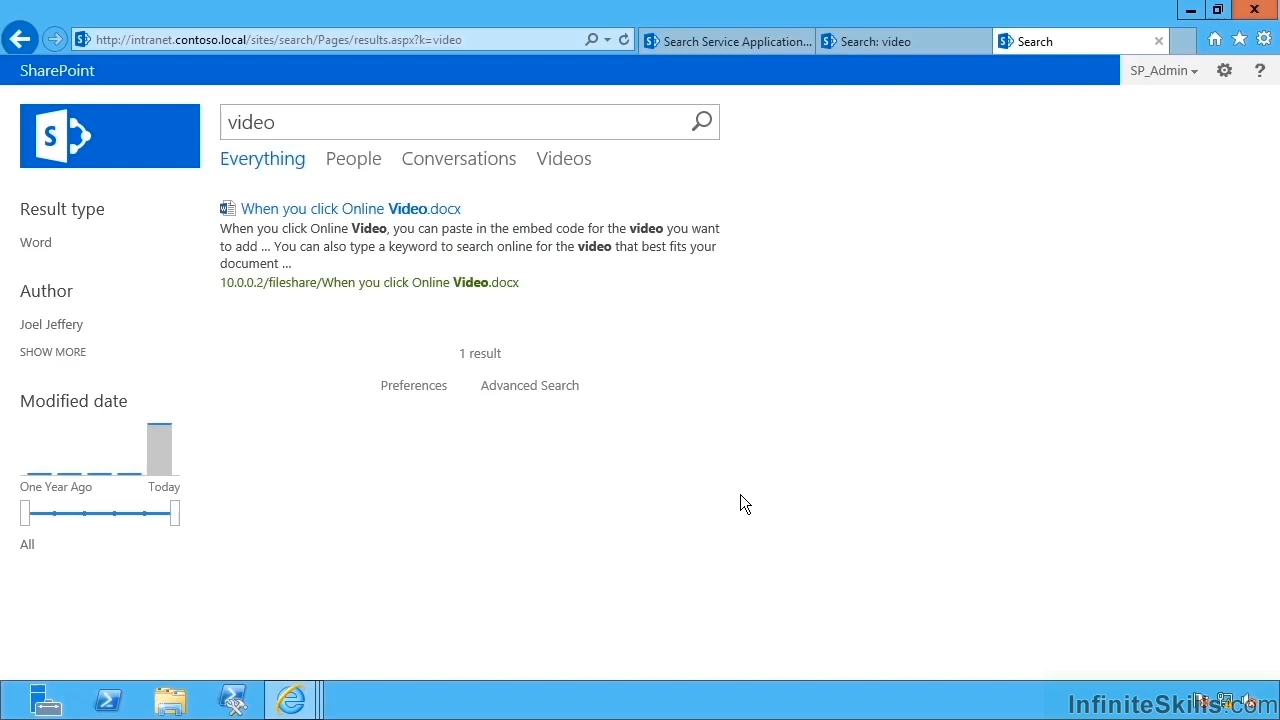 http://intranet.contoso.local/sites/search/Pages/results.aspx?k=video
Search Service Application...
Search: video
Search
SharePoint
SP_Admin
?
S
video
Everything People Conversations Videos
Result type
Word
Author
Joel Jeffery
SHOW MORE
Modified date
One Year Ago Today
All
When you click Online Video.docx
When you click Online Video, you can paste in the embed code for the video you want
to add ... You can also type a keyword to search online for the video that best fits your
document ...
10.0.0.2/fileshare/When you click Online Video.docx
1 result
Preferences Advanced Search
InfiniteSkills.com